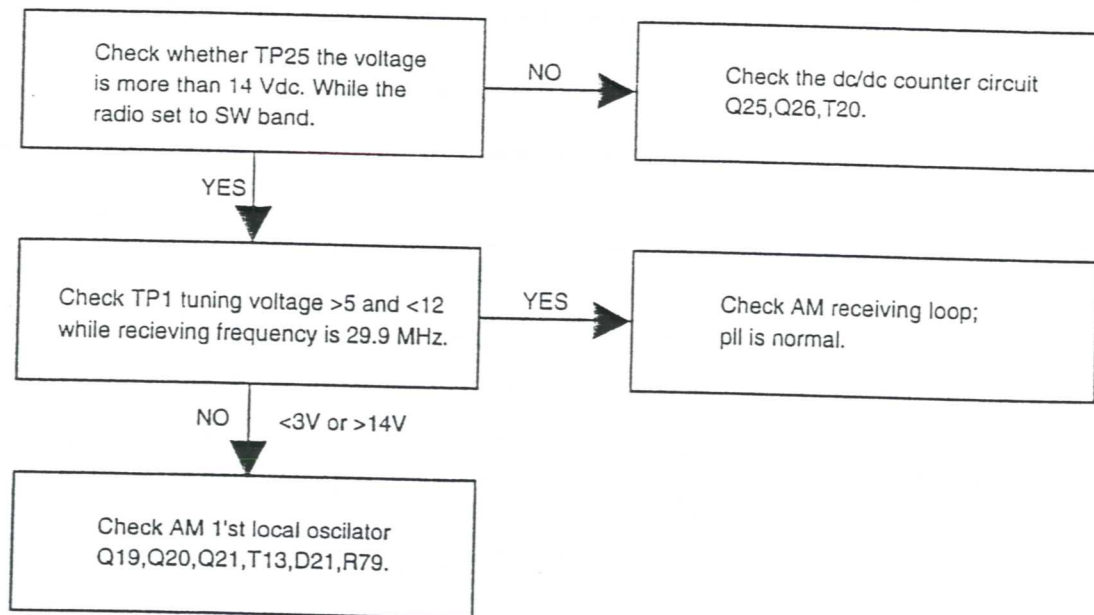 Check whether TP25 the voltage
is more than 14 Vdc. While the
radio set to SW band.
NO
Check the dc/dc counter circuit
Q25,Q26,T20.
YES
Check TP1 tuning voltage >5 and <12
while recieving frequency is 29.9 MHz.
YES
Check AM receiving loop;
pll is normal.
NO
<3V or >14V
Check AM 1'st local oscilator
Q19,Q20,Q21,T13,D21,R79.